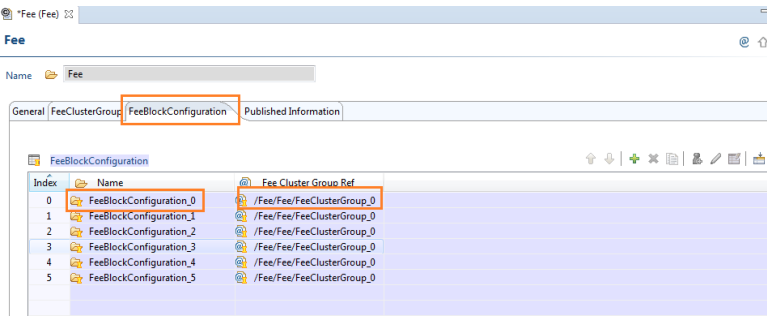 *Fee (Fee)
Fee
Name Fee
General FeeClusterGroup FeeBlockConfiguration Published Information
FeeBlockConfiguration
Index Name Fee Cluster Group Ref
0 FeeBlockConfiguration_0 /Fee/Fee/FeeClusterGroup_0
1 FeeBlockConfiguration_1 /Fee/Fee/FeeClusterGroup_0
2 FeeBlockConfiguration_2 /Fee/Fee/FeeClusterGroup_0
3 FeeBlockConfiguration_3 /Fee/Fee/FeeClusterGroup_0
4 FeeBlockConfiguration_4 /Fee/Fee/FeeClusterGroup_0
5 FeeBlockConfiguration_5 /Fee/Fee/FeeClusterGroup_0